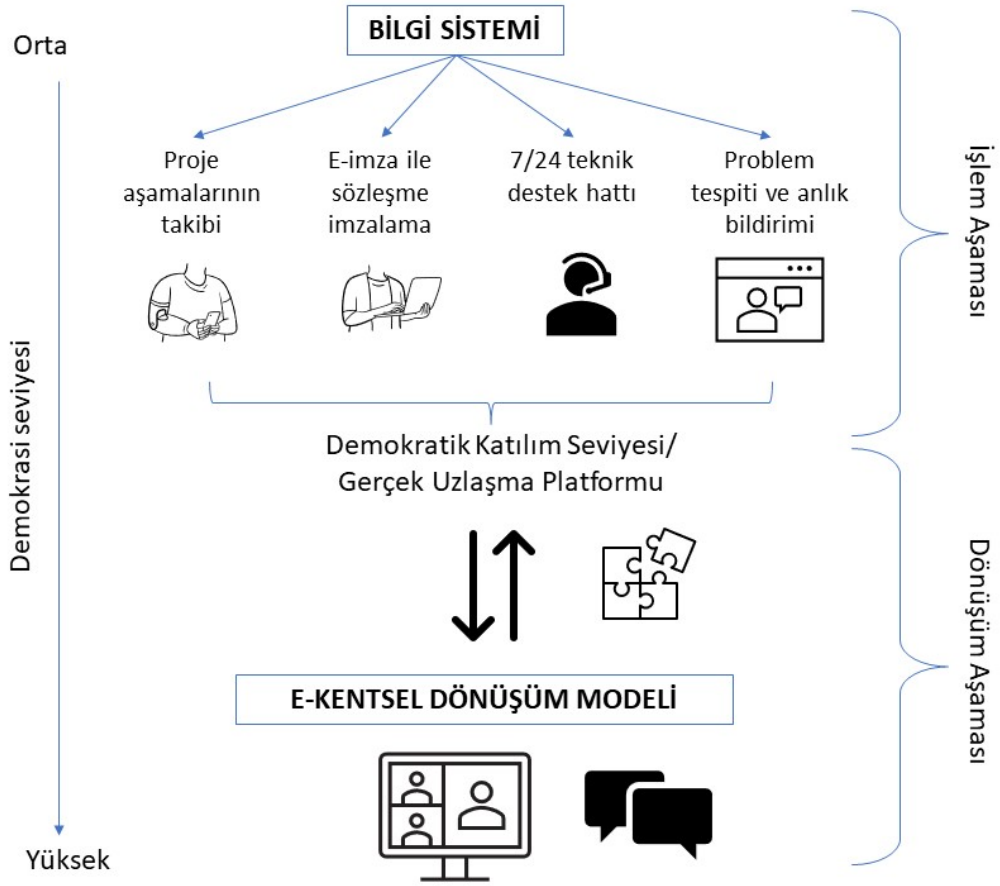 Orta
BİLGİ SİSTEMİ
Proje
aşamalarının
takibi
E-imza ile
sözleşme
imzalama
7/24 teknik
destek hattı
Problem
tespiti ve anlık
bildirimi
İşlem Aşaması
Demokrasi seviyesi
Demokratik Katılım Seviyesi/
Gerçek Uzlaşma Platformu
Dönüşüm Aşaması
E-KENTSEL DÖNÜŞÜM MODELİ
Yüksek